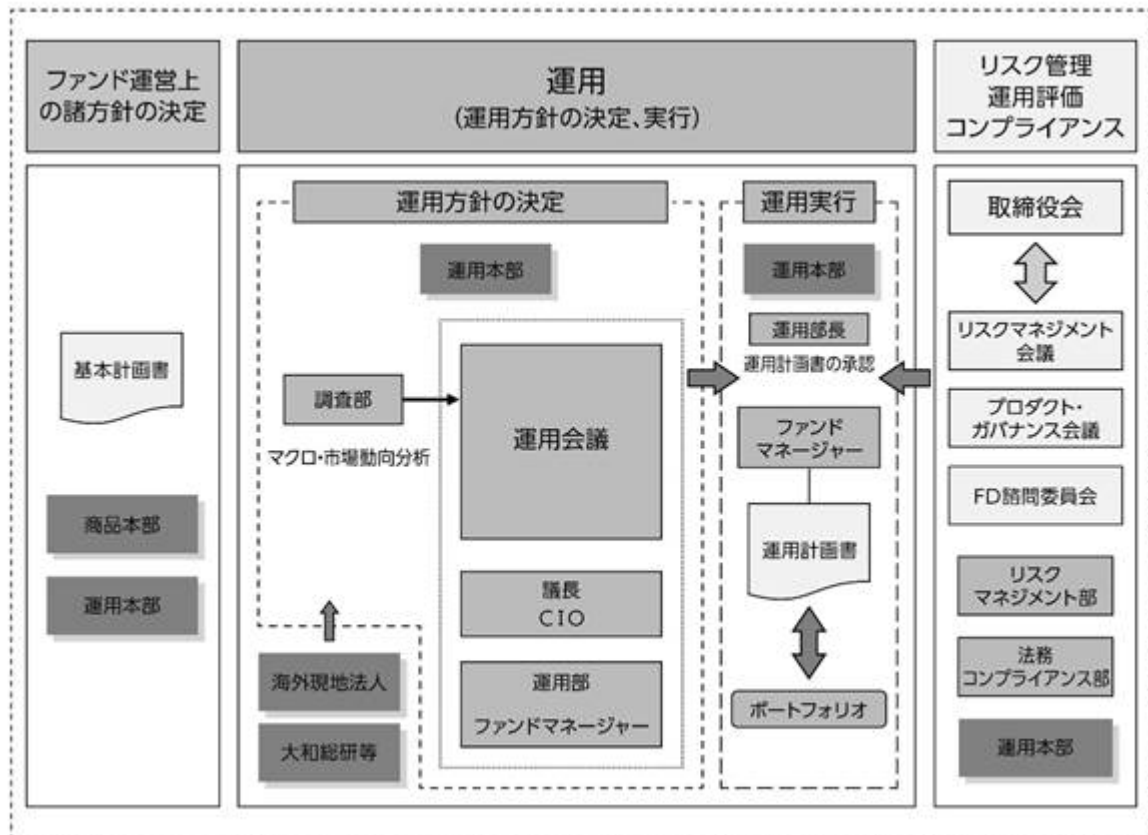 ファンド運営上
の諸方針の決定
運用
(運用方針の決定、実行)
リスク管理
運用評価
コンプライアンス
基本計画書
商品本部
運用本部
運用方針の決定
運用本部
調査部
マクロ・市場動向分析
運用会議
議長
CIO
運用部
ファンドマネージャー
海外現地法人
大和総研等
運用実行
運用本部
運用部長
運用計画書の承認
ファンド
マネージャー
運用計画書
ポートフォリオ
取締役会
リスクマネジメント
会議
プロダクト・
ガバナンス会議
FD諮問委員会
リスク
マネジメント部
法務
コンプライアンス部
運用本部